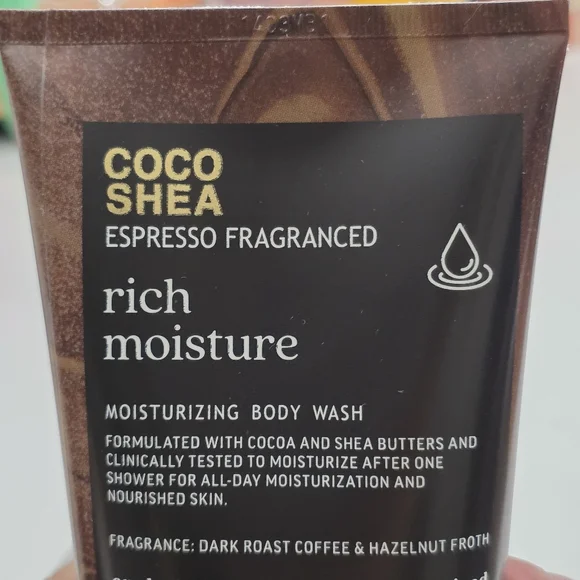 COCO
SHEA
ESPRESSO FRAGRANCED
rich
moisture
MOISTURIZING BODY WASH
FORMULATED WITH COCOA AND SHEA BUTTERS AND
CLINICALLY TESTED TO MOISTURIZE AFTER ONE
SHOWER FOR ALL-DAY MOISTURIZATION AND
NOURISHED SKIN.
FRAGRANCE: DARK ROAST COFFEE & HAZELNUT FROTH